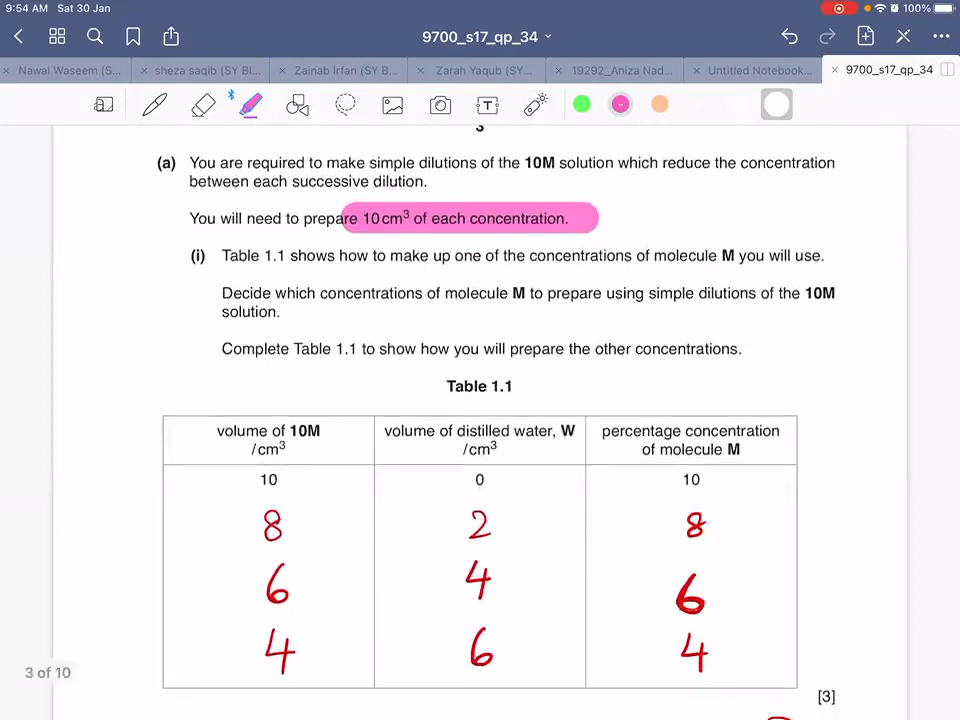 9:54 AM Sat 30 Jan
100%
9700_s17_qp_34
Nawal Waseem (S...
sheza saqib (SY Bl...
Zainab Irfan (SY B...
Zarah Yaqub (SY...
19292_Aniza Nad...
Untitled Notebook...
9700_s17_qp_34
3
(a) You are required to make simple dilutions of the 10M solution which reduce the concentration
between each successive dilution.
You will need to prepare 10 cm³ of each concentration.
(i) Table 1.1 shows how to make up one of the concentrations of molecule M you will use.
Decide which concentrations of molecule M to prepare using simple dilutions of the 10M
solution.
Complete Table 1.1 to show how you will prepare the other concentrations.
Table 1.1
volume of 10M
/cm³
volume of distilled water, W
/cm³
percentage concentration
of molecule M
10 0 10
8 2 8
6 4 6
4 6 4
3 of 10
[3]